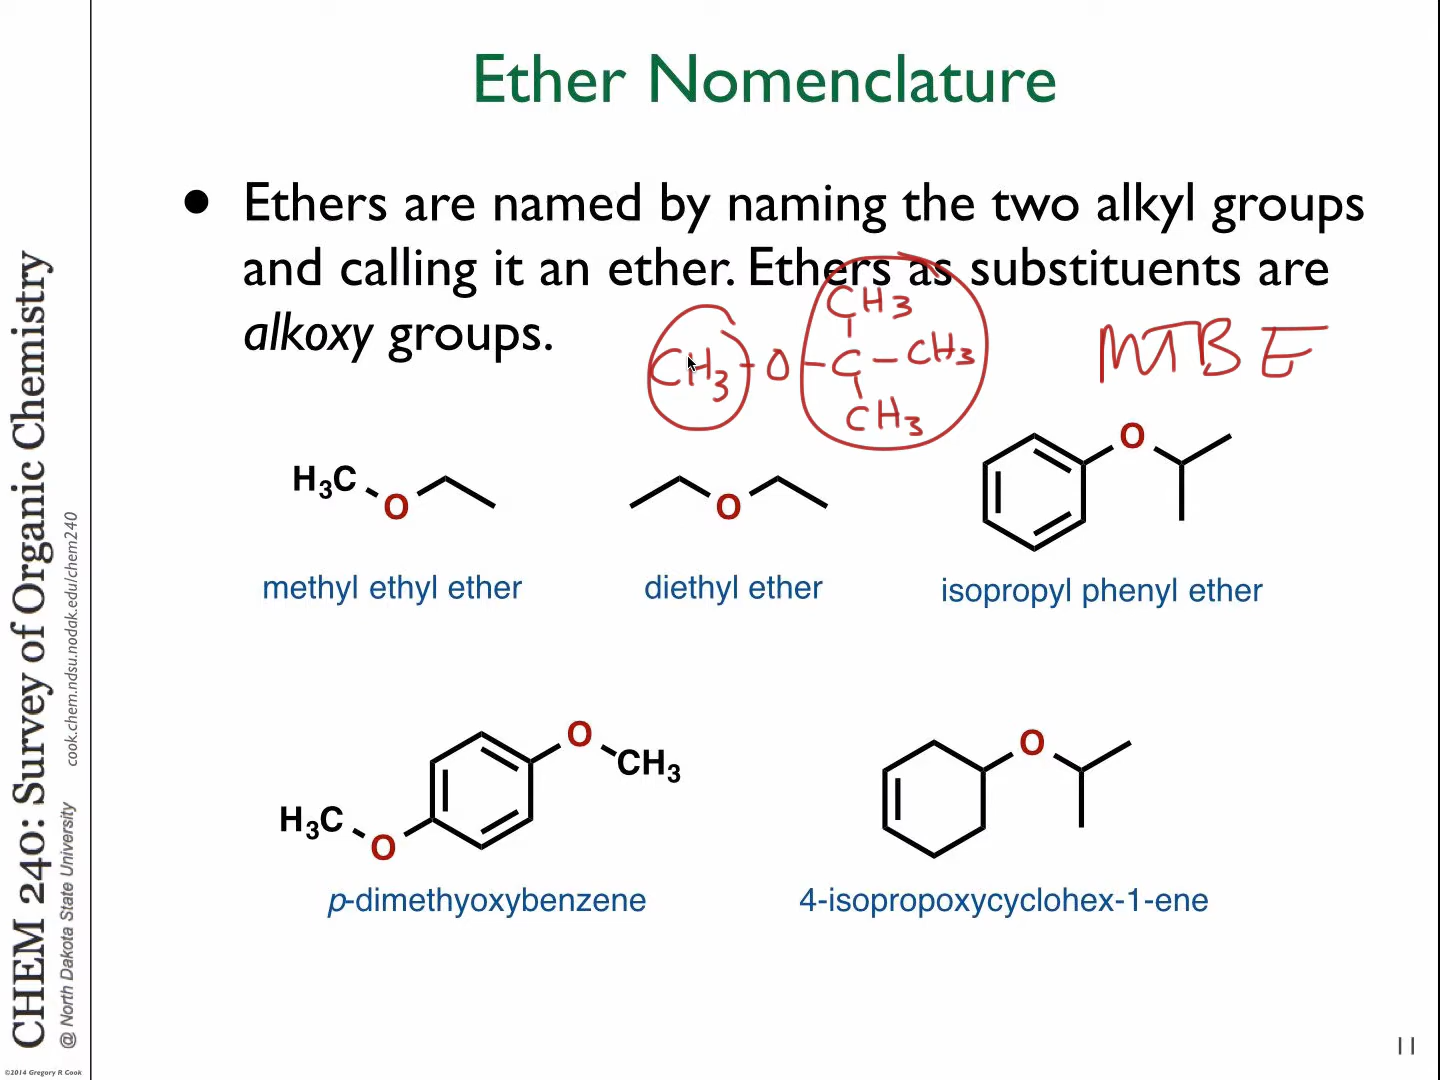 Ether Nomenclature
• Ethers are named by naming the two alkyl groups
and calling it an ether. Ethers as substituents are
alkoxy groups.
CH3
CH3-O-C-CH3
CH3
MTBE
H3C O
O
O
methyl ethyl ether
diethyl ether
isopropyl phenyl ether
O
CH3
H3C
O
O
p-dimethyoxybenzene
4-isopropoxycyclohex-1-ene
CHEM 240: Survey of Organic Chemistry
@ North Dakota State University cook.chem.ndsu.nodak.edu/chem240
©2014 Gregory R Cook
11